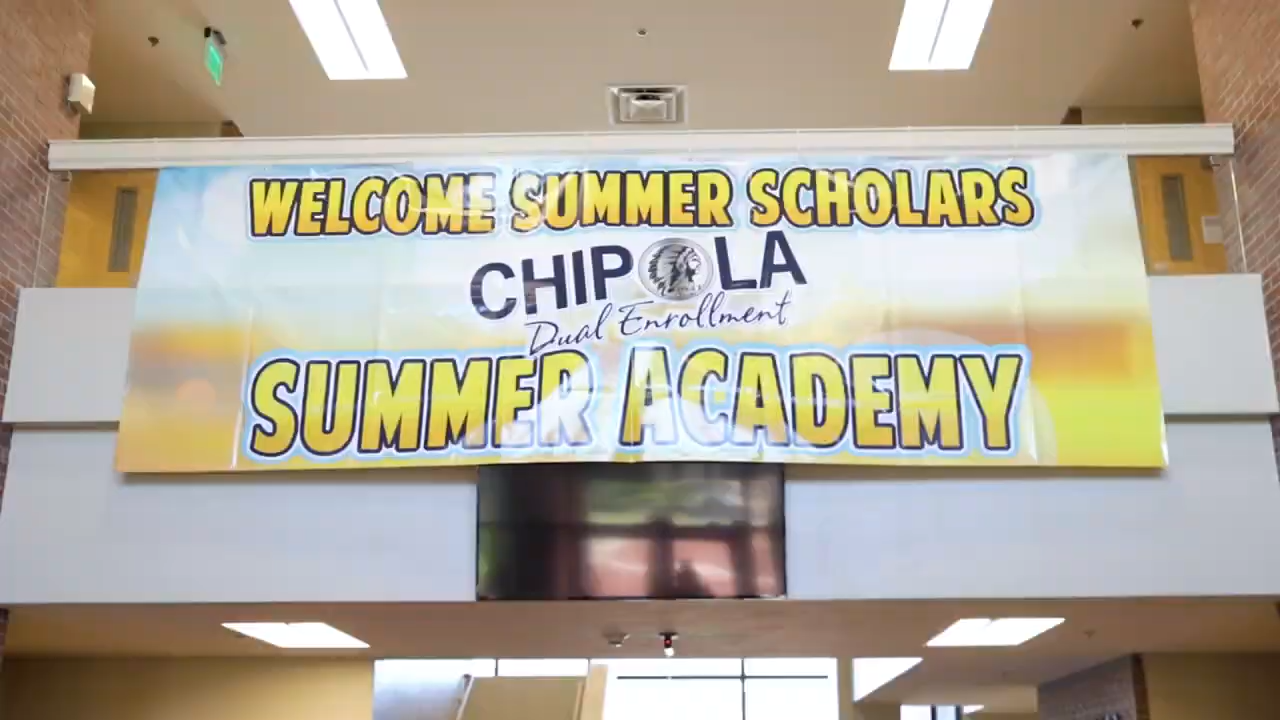 WELCOME SUMMER SCHOLARS
CHIPOLA
Dual Enrollment
SUMMER ACADEMY